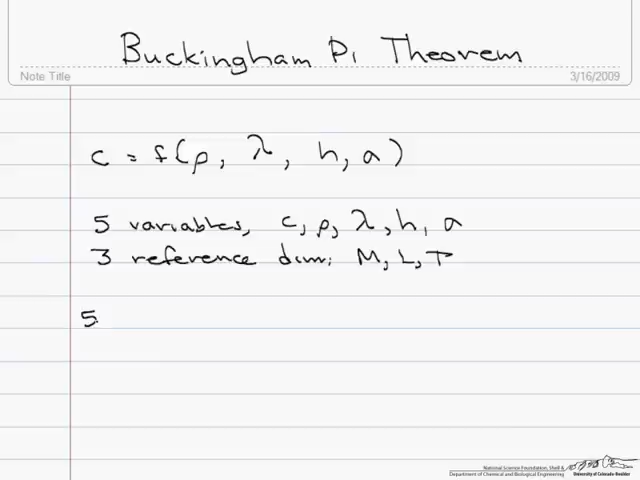 Buckingham Pi Theorem
Note Title
3/16/2009
c = f(ρ, λ, h, a)
5 variables, c, ρ, λ, h, a
3 reference dim: M, L, T
5
National Science Foundation, Shell &
Department of Chemical and Biological Engineering
University of Colorado Boulder